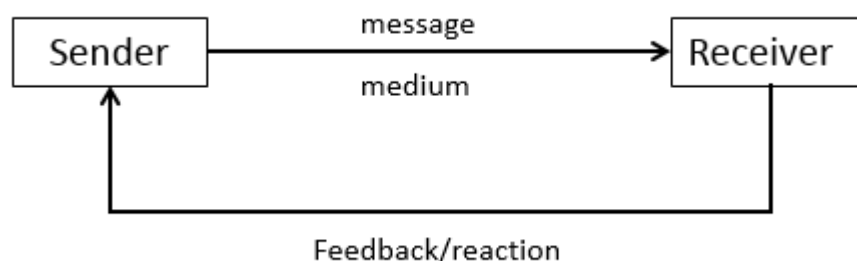 message
Sender
Receiver
medium
Feedback/reaction